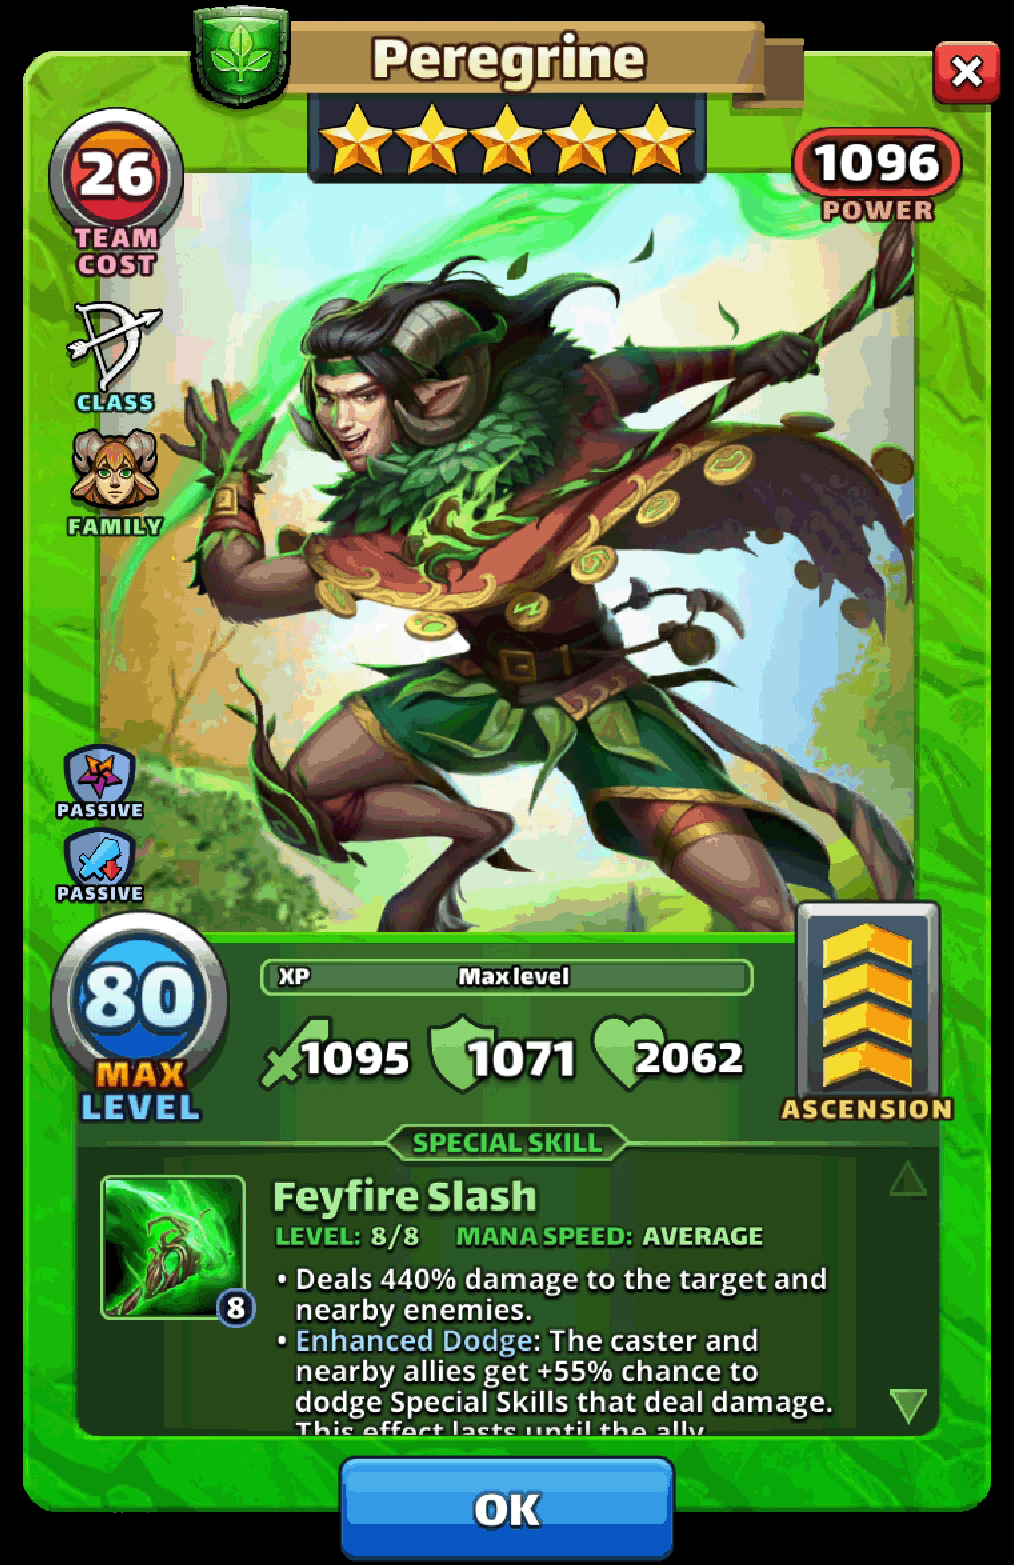 Peregrine
26
TEAM
COST
1096
POWER
CLASS
FAMILY
PASSIVE
PASSIVE
80
MAX
LEVEL
XP Max level
1095 1071 2062
ASCENSION
SPECIAL SKILL
Feyfire Slash
LEVEL: 8/8 MANA SPEED: AVERAGE
8
• Deals 440% damage to the target and
nearby enemies.
• Enhanced Dodge: The caster and
nearby allies get +55% chance to
dodge Special Skills that deal damage.
This effect lasts until the ally
OK